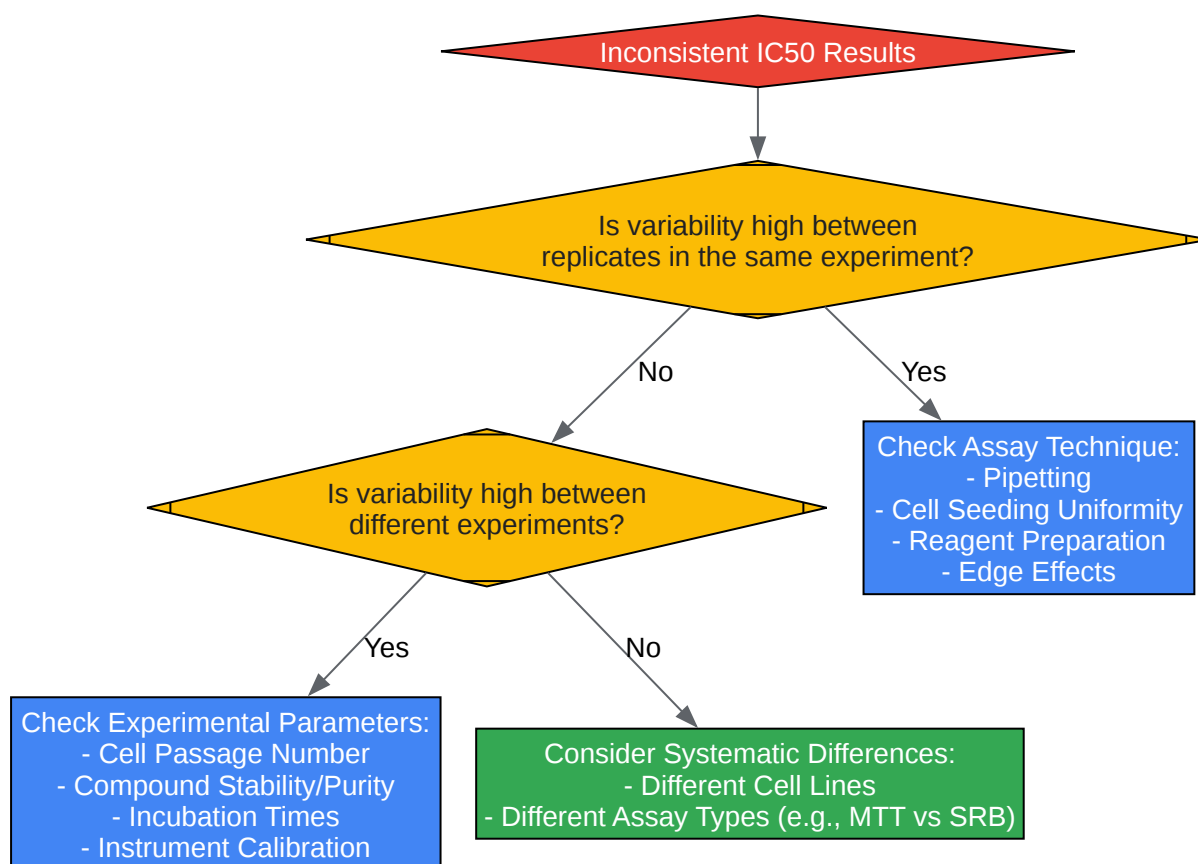 Inconsistent IC50 Results
Is variability high between
replicates in the same experiment?
No
Yes
Check Assay Technique:
- Pipetting
- Cell Seeding Uniformity
- Reagent Preparation
- Edge Effects
Is variability high between
different experiments?
Yes
No
Check Experimental Parameters:
- Cell Passage Number
- Compound Stability/Purity
- Incubation Times
- Instrument Calibration
Consider Systematic Differences:
- Different Cell Lines
- Different Assay Types (e.g., MTT vs SRB)